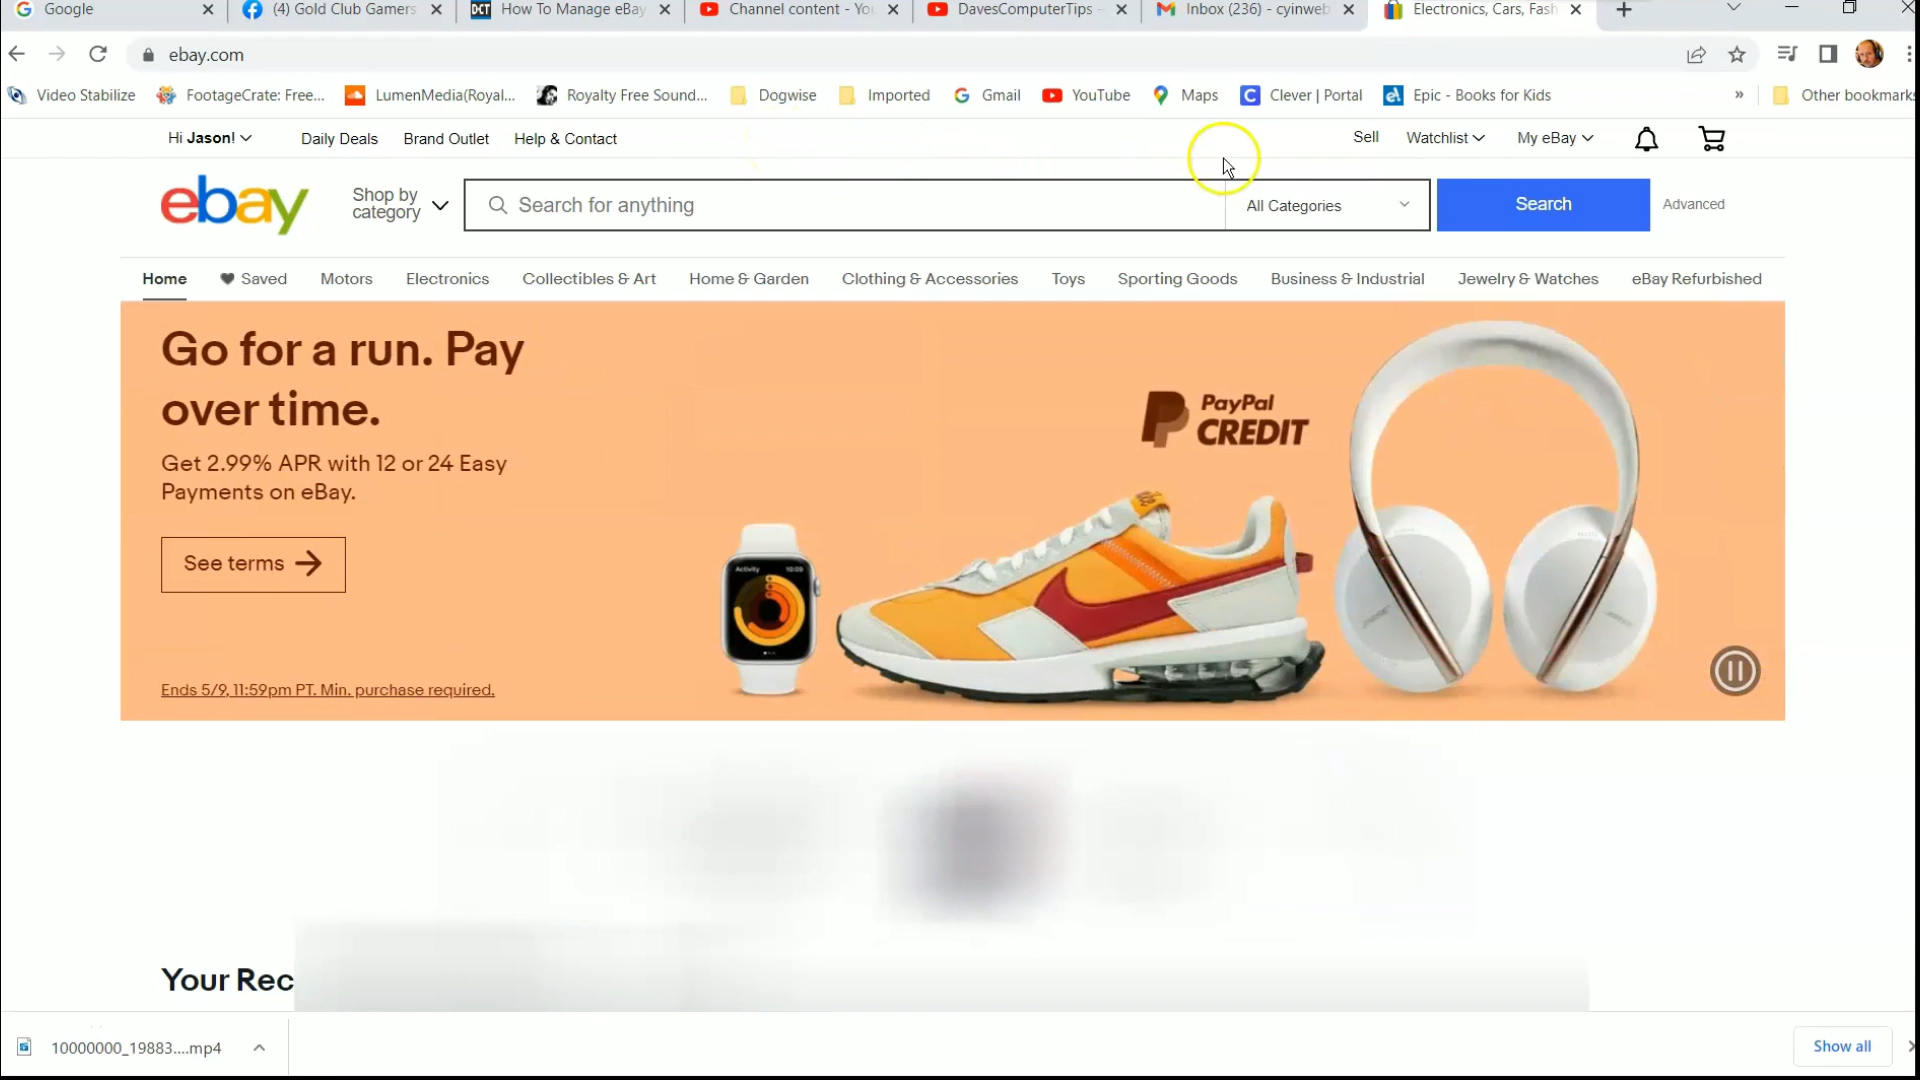 Google
(4) Gold Club Gamers
DCT How To Manage eBay
Channel content - You
DavesComputerTips -
Inbox (236) - cyinweb
Electronics, Cars, Fash
ebay.com
Video Stabilize
FootageCrate: Free...
LumenMedia(Royal...
Royalty Free Sound...
Dogwise
Imported
Gmail
YouTube
Maps
Clever | Portal
Epic - Books for Kids
»
Other bookmarks
Hi Jason!
Daily Deals
Brand Outlet
Help & Contact
Sell
Watchlist
My eBay
ebay
Shop by
category
Search for anything
All Categories
Search
Advanced
Home
Saved
Motors
Electronics
Collectibles & Art
Home & Garden
Clothing & Accessories
Toys
Sporting Goods
Business & Industrial
Jewelry & Watches
eBay Refurbished
Go for a run. Pay
over time.
Get 2.99% APR with 12 or 24 Easy
Payments on eBay.
See terms
Ends 5/9, 11:59pm PT. Min. purchase required.
PayPal
CREDIT
Activity 10:09
Your Rec
10000000_19883....mp4
Show all